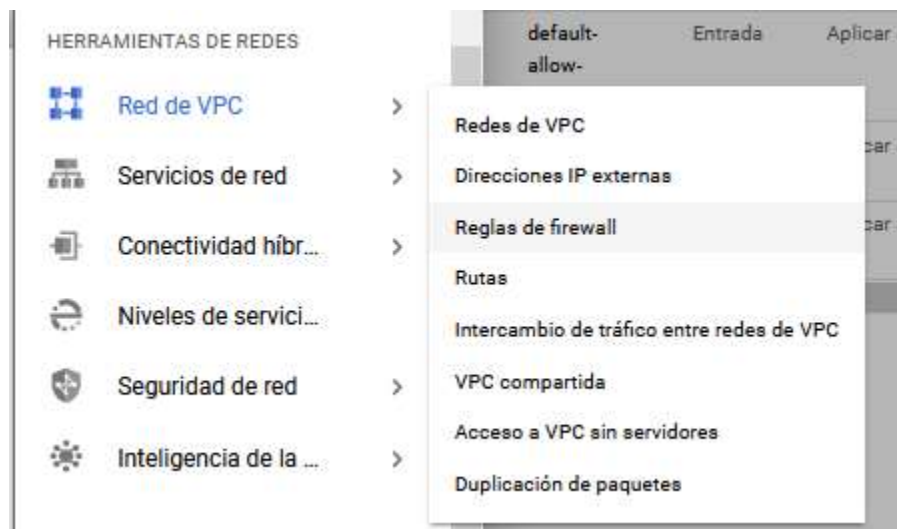 HERRAMIENTAS DE REDES
Red de VPC
Servicios de red
Conectividad híbr...
Niveles de servici...
Seguridad de red
Inteligencia de la ...
default-
allow-
Entrada
Aplicar
Redes de VPC
Direcciones IP externas
Reglas de firewall
Rutas
Intercambio de tráfico entre redes de VPC
VPC compartida
Acceso a VPC sin servidores
Duplicación de paquetes
car
car